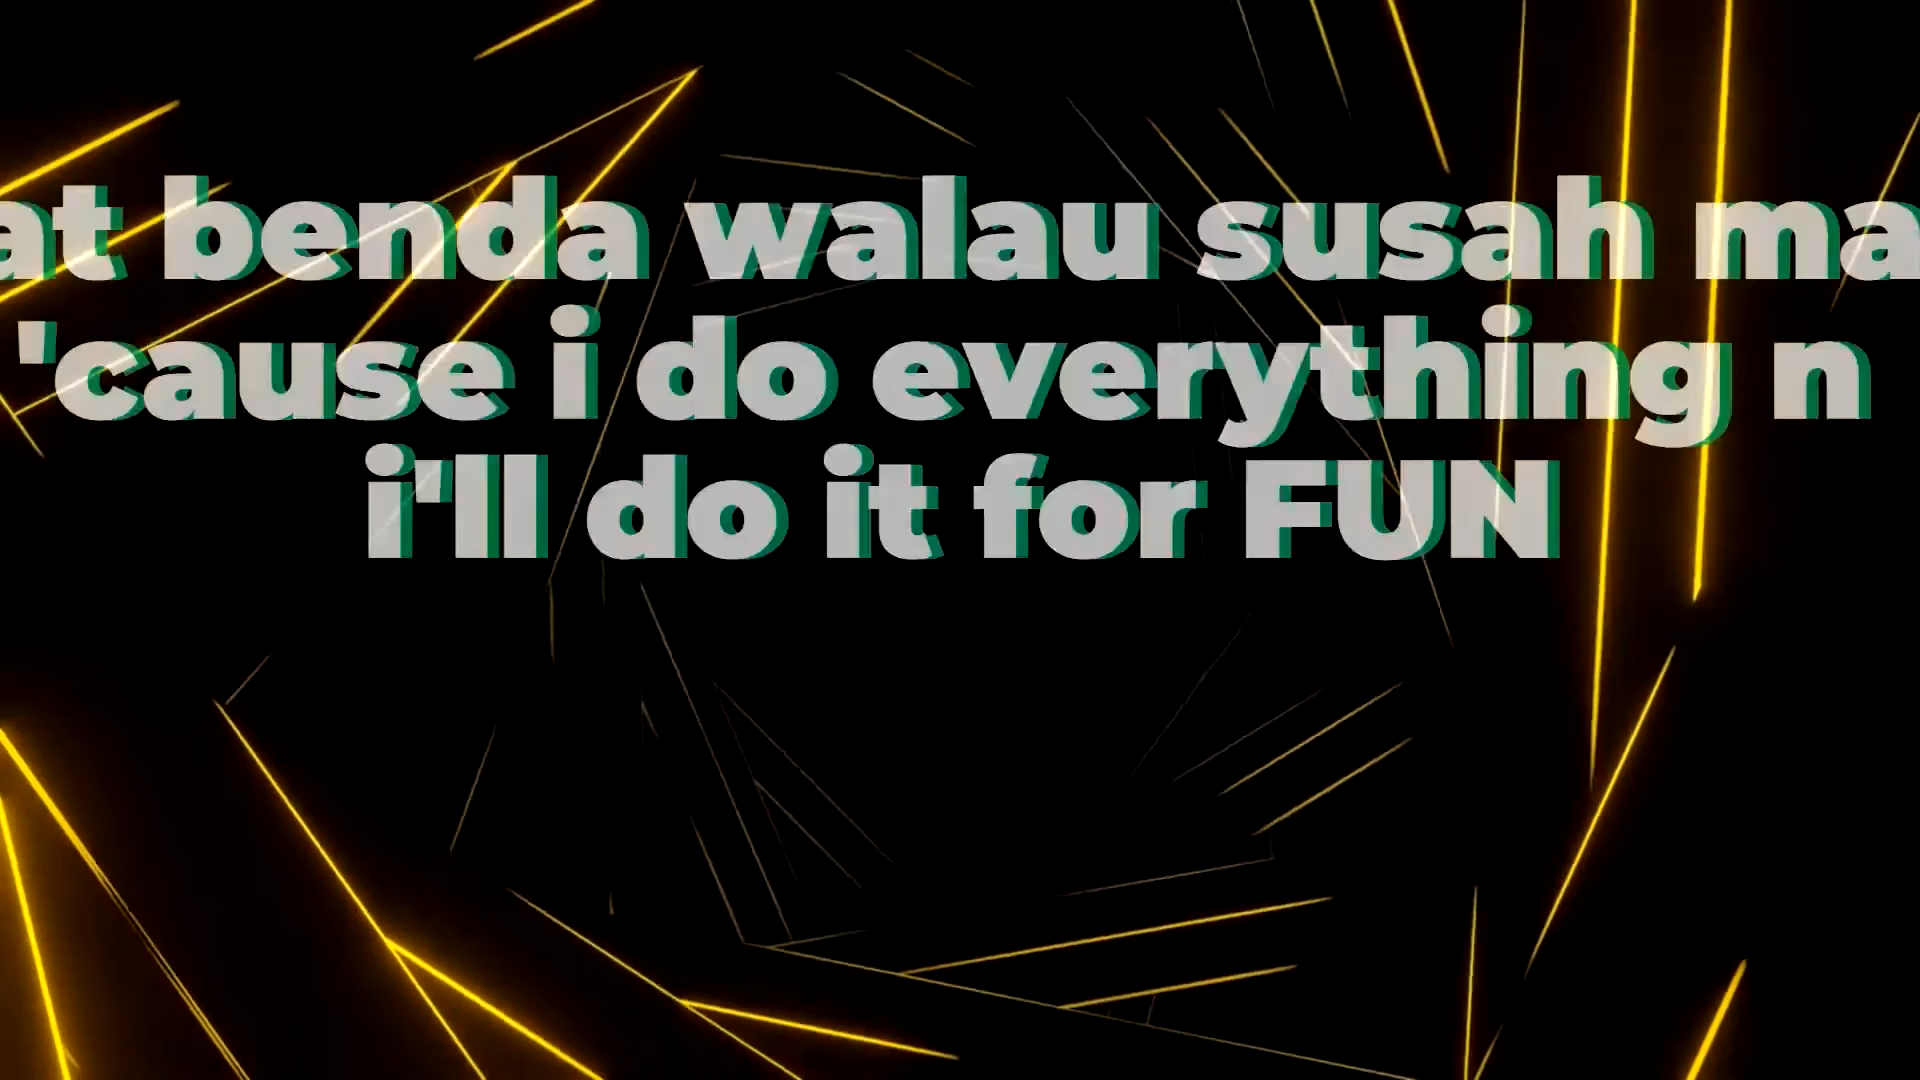 at benda walau susah ma
'cause i do everything n
i'll do it for FUN